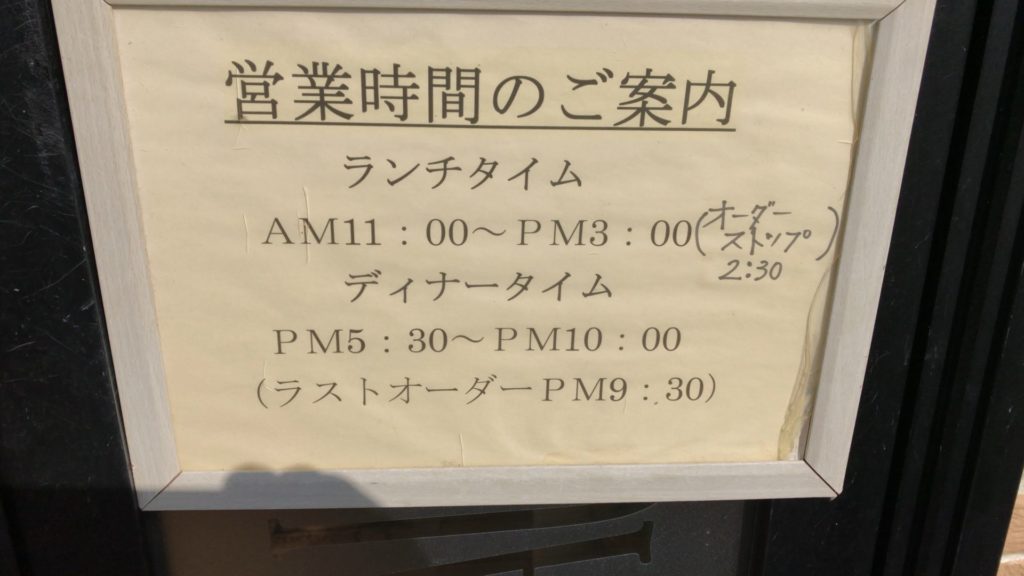 営業時間のご案内
ランチタイム
AM11：00～PM3：00(オーダーストップ2:30)
ディナータイム
PM5：30～PM10：00
(ラストオーダーPM9：30)